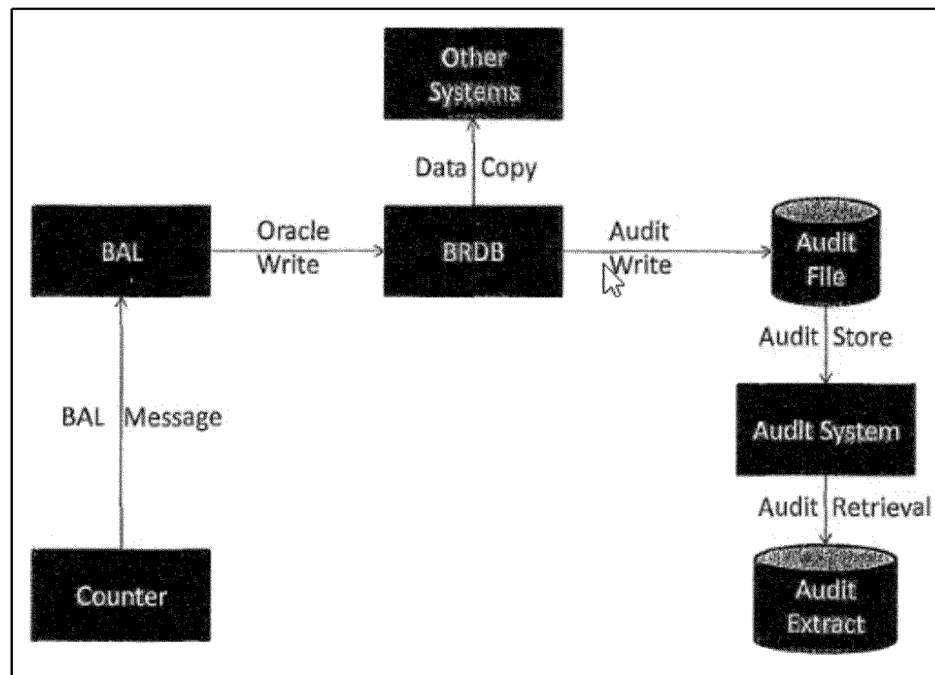 Other
Systems
Data Copy
BAL
Oracle
Write
BRDB
Audit
Write
Audit
File
Audit Store
BAL Message
Audit System
Audit Retrieval
Counter
Audit
Extract